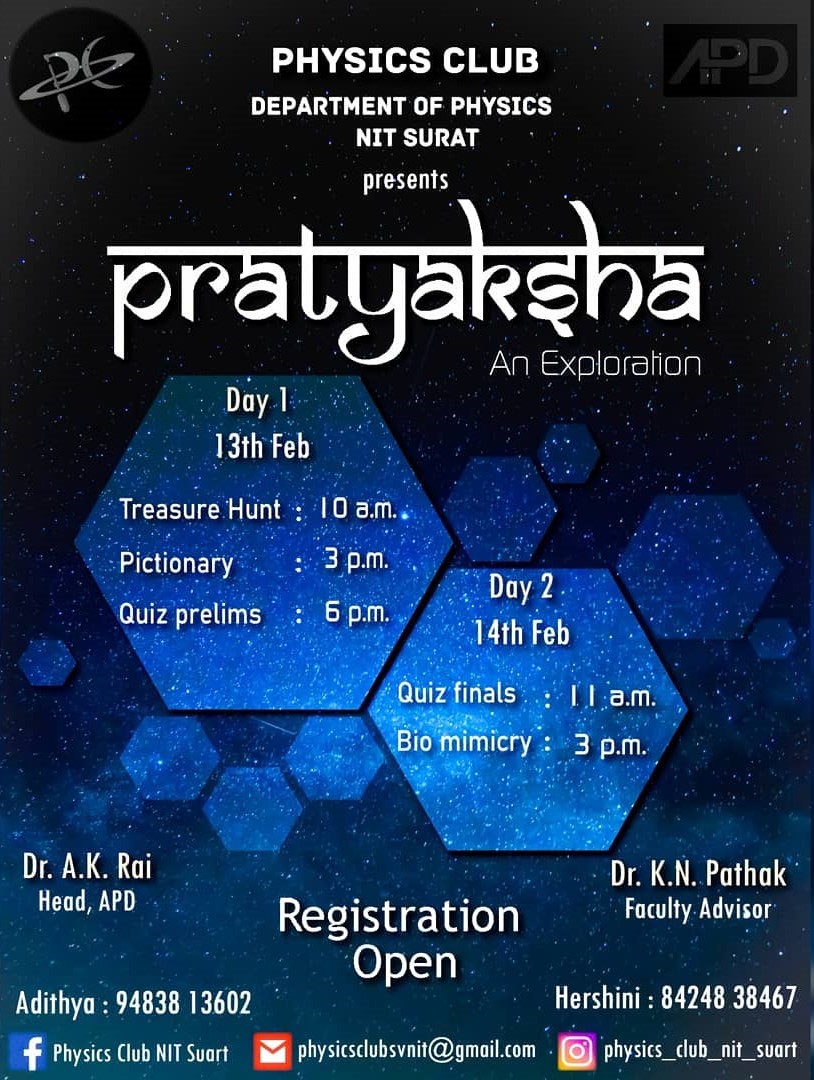 PC
APD
PHYSICS CLUB
DEPARTMENT OF PHYSICS
NIT SURAT
presents
pratyaksha
An Exploration
Day 1
13th Feb
Treasure Hunt : 10 a.m.
Pictionary : 3 p.m.
Quiz prelims : 6 p.m.
Day 2
14th Feb
Quiz finals : 11 a.m.
Bio mimicry : 3 p.m.
Dr. A.K. Rai
Head, APD
Dr. K.N. Pathak
Faculty Advisor
Registration
Open
Adithya : 94838 13602
Hershini : 84248 38467
Physics Club NIT Suart
physicsclubsvnit@gmail.com
physics_club_nit_suart